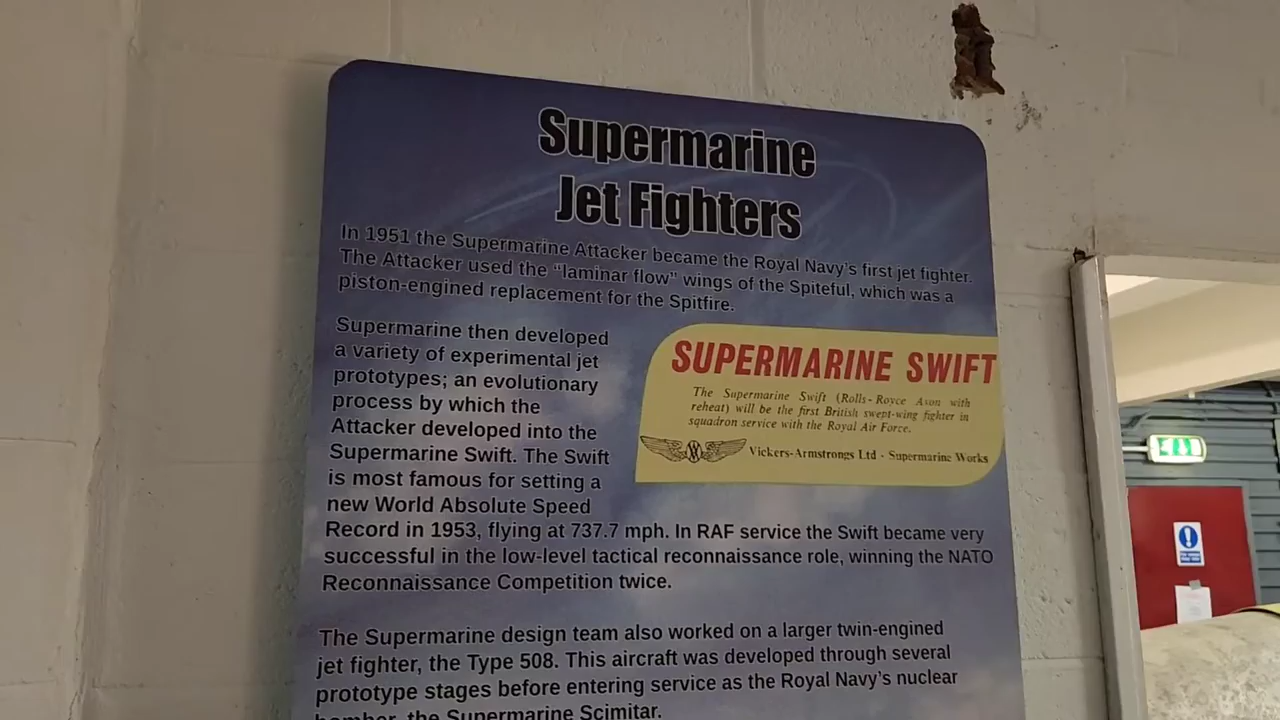 Supermarine
Jet Fighters
In 1951 the Supermarine Attacker became the Royal Navy's first jet fighter.
The Attacker used the "laminar flow" wings of the Spiteful, which was a
piston-engined replacement for the Spitfire.
Supermarine then developed
a variety of experimental jet
prototypes; an evolutionary
process by which the
Attacker developed into the
Supermarine Swift. The Swift
is most famous for setting a
new World Absolute Speed
Record in 1953, flying at 737.7 mph. In RAF service the Swift became very
successful in the low-level tactical reconnaissance role, winning the NATO
Reconnaissance Competition twice.
SUPERMARINE SWIFT
The Supermarine Swift (Rolls-Royce Avon with
reheat) will be the first British swept-wing fighter in
squadron service with the Royal Air Force.
Vickers-Armstrongs Ltd · Supermarine Works
The Supermarine design team also worked on a larger twin-engined
jet fighter, the Type 508. This aircraft was developed through several
prototype stages before entering service as the Royal Navy's nuclear
bomber, the Supermarine Scimitar.